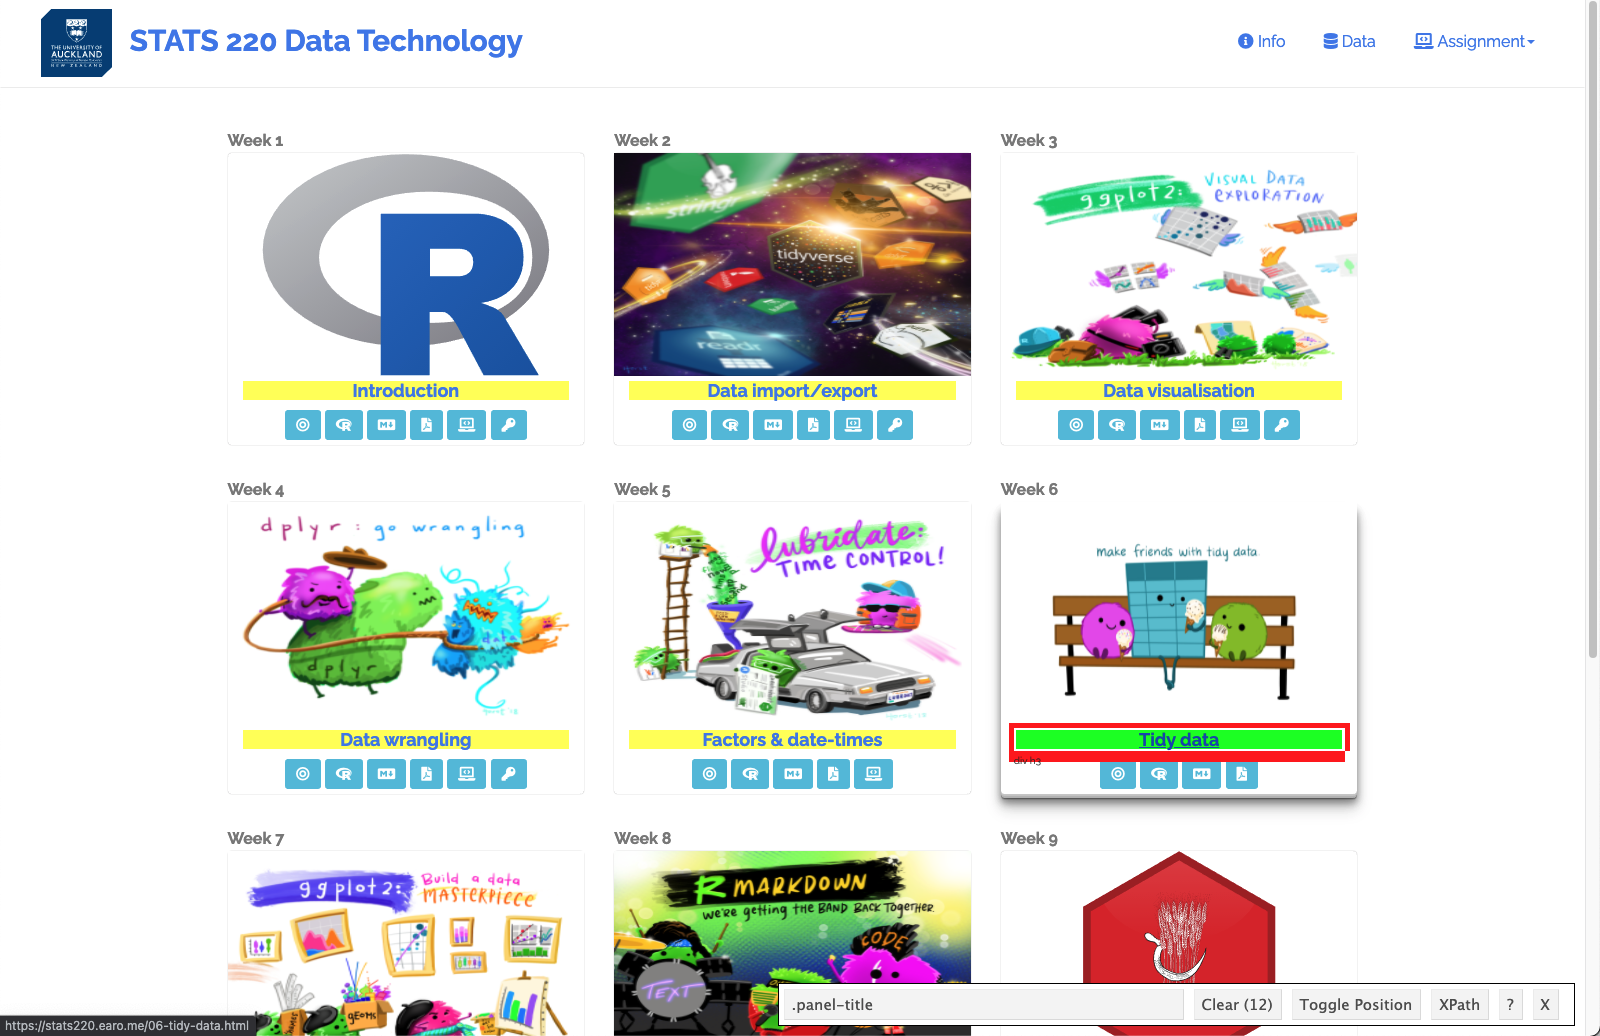 THE UNIVERSITY OF
AUCKLAND
NEW ZEALAND
STATS 220 Data Technology
Info
Data
Assignment
Week 1
Week 2
Week 3
R
stringr
tidyverse
readr
ggplot2:
VISUAL DATA
EXPLORATION
Introduction
Data import/export
Data visualisation
Week 4
Week 5
Week 6
dplyr: go wrangling
data
dplyr
lubridate:
TIME CONTROL!
make friends with tidy data.
Data wrangling
Factors & date-times
Tidy data
div h3
Week 7
Week 8
Week 9
ggplot2:
Build a data
MASTERPIECE
geoms
R MARKDOWN
We're getting the BAND BACK TOGETHER.
CODE
TEXT
.panel-title
Clear (12)
Toggle Position
XPath
?
X
https://stats220.earo.me/06-tidy-data.html